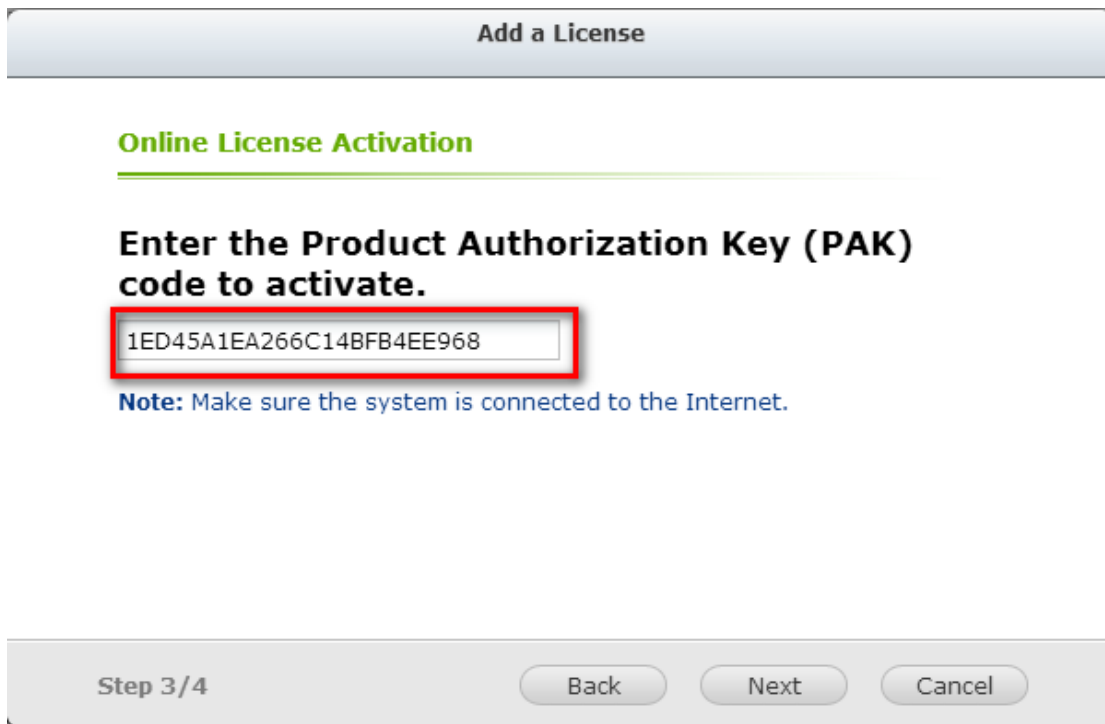 Add a License
Online License Activation
Enter the Product Authorization Key (PAK)
code to activate.
1ED45A1EA266C14BFB4EE968
Note: Make sure the system is connected to the Internet.
Step 3/4
Back
Next
Cancel